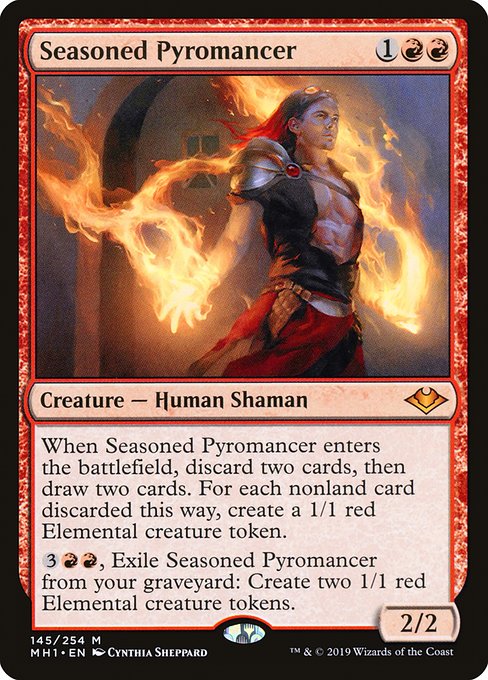 Seasoned Pyromancer 1
Creature — Human Shaman
When Seasoned Pyromancer enters
the battlefield, discard two cards, then
draw two cards. For each nonland card
discarded this way, create a 1/1 red
Elemental creature token.
3, Exile Seasoned Pyromancer
from your graveyard: Create two 1/1 red
Elemental creature tokens.
2/2
145/254 M
MH1 • EN Cynthia Sheppard
™ & © 2019 Wizards of the Coast